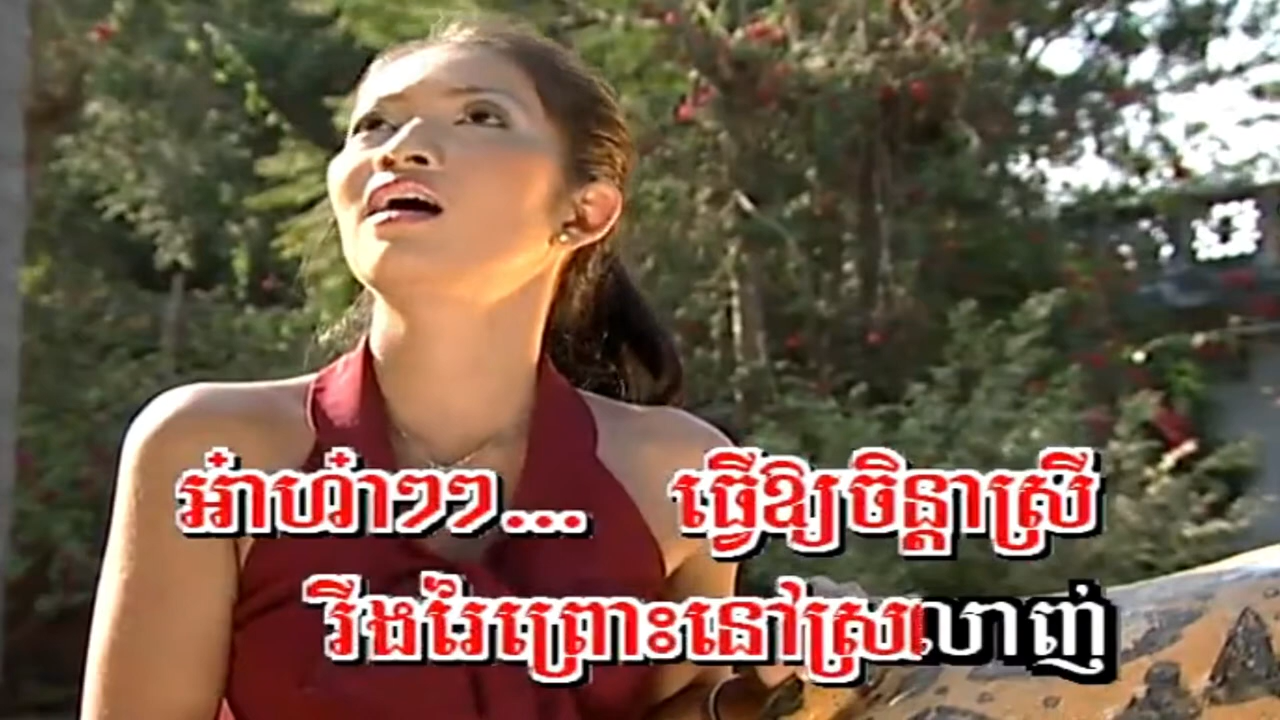 អ៎ាហ៎ាៗៗ... ធ្វើឱ្យចិន្តាស្រី
រីងរៃព្រោះនៅស្រលាញ់